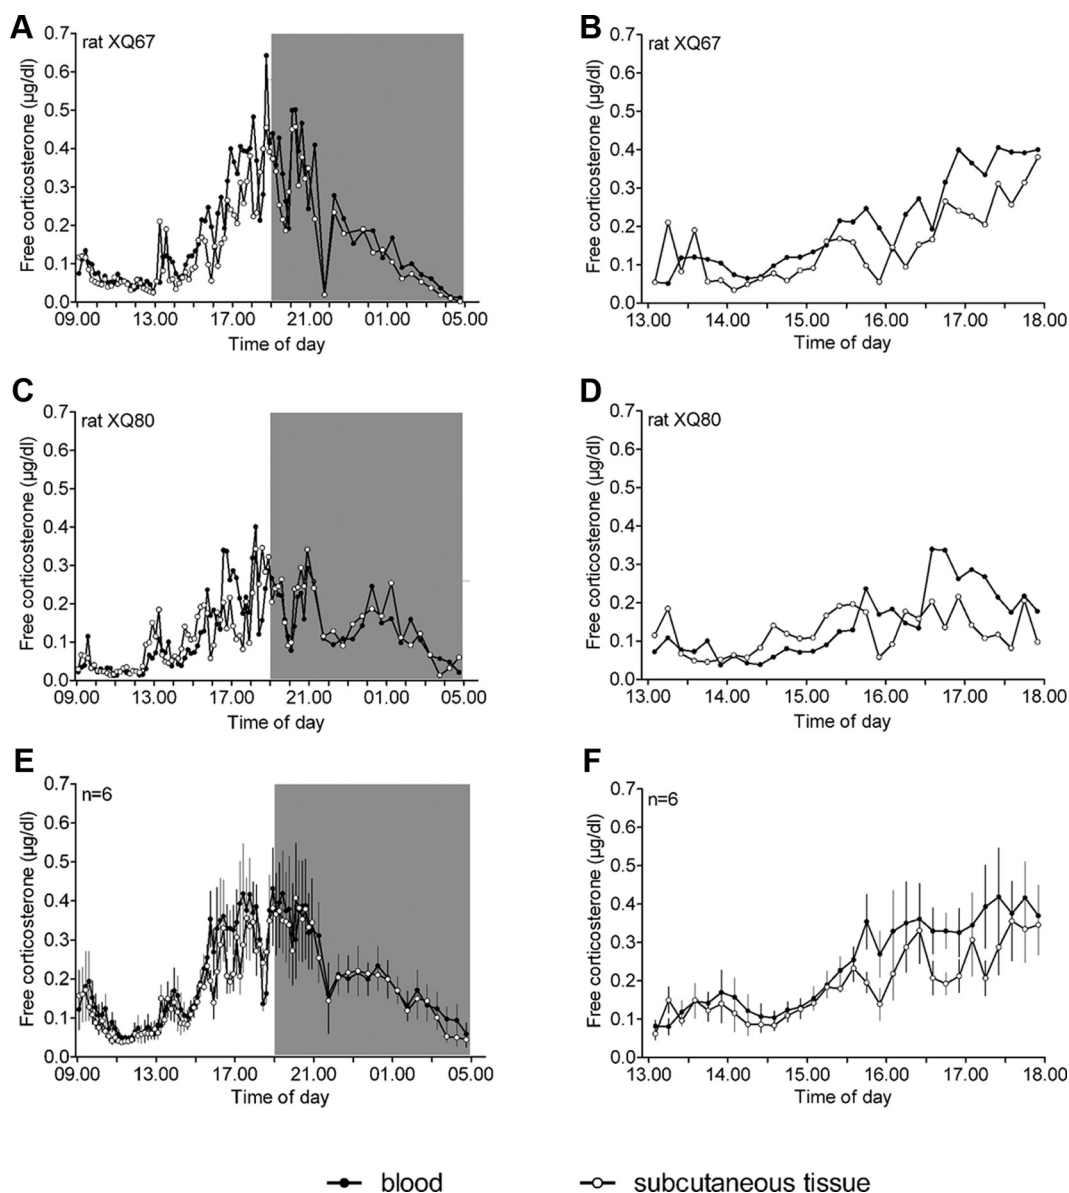 A
rat XQ67
Free corticosterone (µg/dl)
0.7
0.6
0.5
0.4
0.3
0.2
0.1
0.0
09.00 13.00 17.00 21.00 01.00 05.00
Time of day
B
rat XQ67
Free corticosterone (µg/dl)
0.7
0.6
0.5
0.4
0.3
0.2
0.1
0.0
13.00 14.00 15.00 16.00 17.00 18.00
Time of day
C
rat XQ80
Free corticosterone (µg/dl)
0.7
0.6
0.5
0.4
0.3
0.2
0.1
0.0
09.00 13.00 17.00 21.00 01.00 05.00
Time of day
D
rat XQ80
Free corticosterone (µg/dl)
0.7
0.6
0.5
0.4
0.3
0.2
0.1
0.0
13.00 14.00 15.00 16.00 17.00 18.00
Time of day
E
n=6
Free corticosterone (µg/dl)
0.7
0.6
0.5
0.4
0.3
0.2
0.1
0.0
09.00 13.00 17.00 21.00 01.00 05.00
Time of day
F
n=6
Free corticosterone (µg/dl)
0.7
0.6
0.5
0.4
0.3
0.2
0.1
0.0
13.00 14.00 15.00 16.00 17.00 18.00
Time of day
blood
subcutaneous tissue